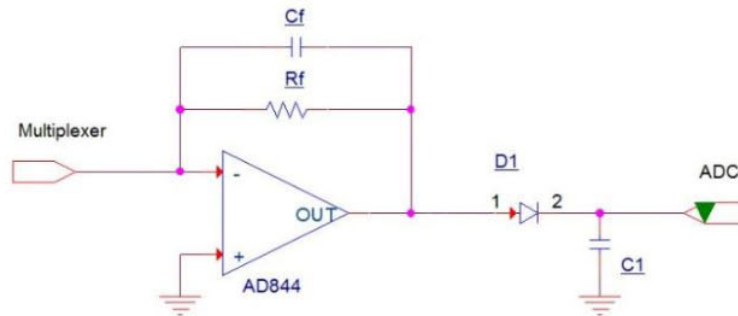 Cf
Rf
Multiplexer
-
OUT
+
AD844
D1
1
2
ADC
C1